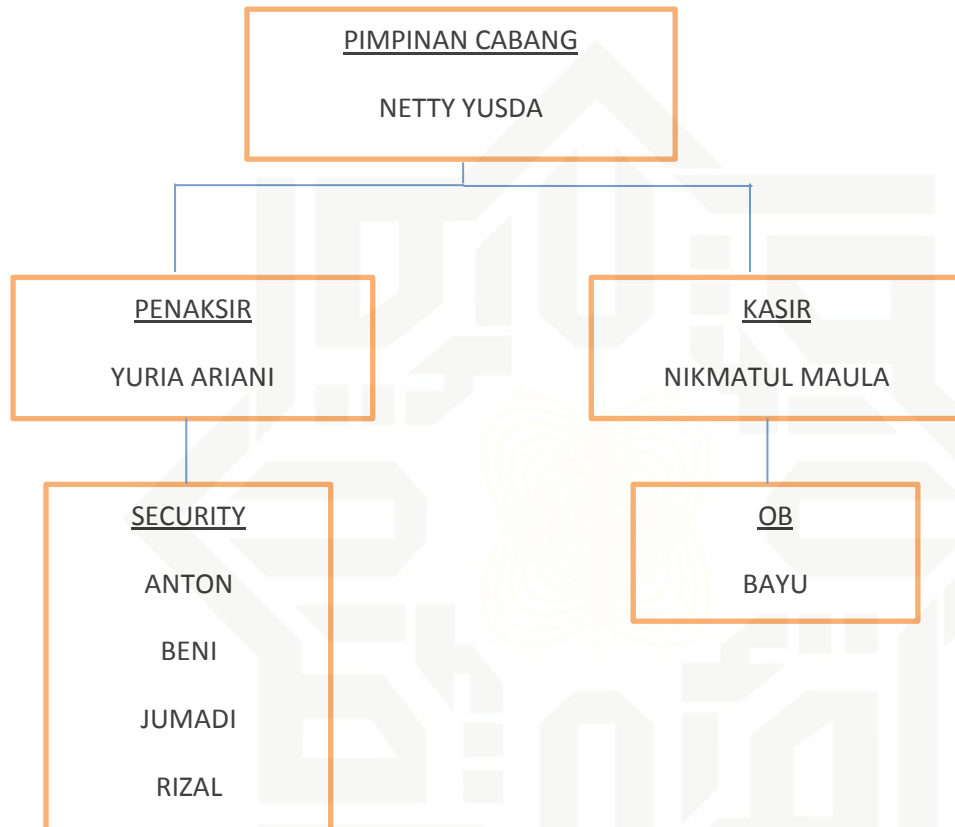 PIMPINAN CABANG
NETTY YUSDA
PENAKSIR
YURIA ARIANI
KASIR
NIKMATUL MAULA
SECURITY
ANTON
BENI
JUMADI
RIZAL
OB
BAYU